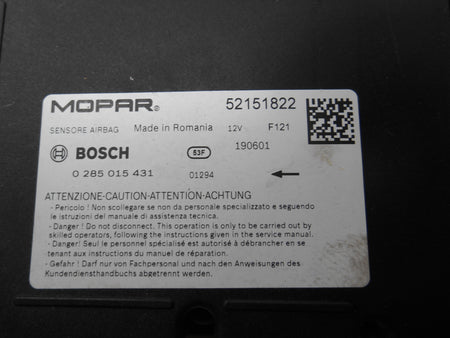 MOPAR® 52151822
SENSORE AIRBAG Made in Romania 12V F121
BOSCH 53F 190601
0 285 015 431 01294
ATTENZIONE-CAUTION-ATTENTION-ACHTUNG
- Pericolo ! Non scollegare se non da personale specializzato e seguendo
le istruzioni del manuale di assistenza tecnica.
- Danger! Do not disconnect. This operation is only to be carried out by
skilled operators, following the instructions given in the service manual.
- Danger! Seul le personnel spécialisé est autorisé à débrancher en se
tenant aux instructions du manuel de réparation.
- Gefahr ! Darf nur von Fachpersonal und nach den Anweisungen des
Kundendiensthandbuchs abgetrennt werden.